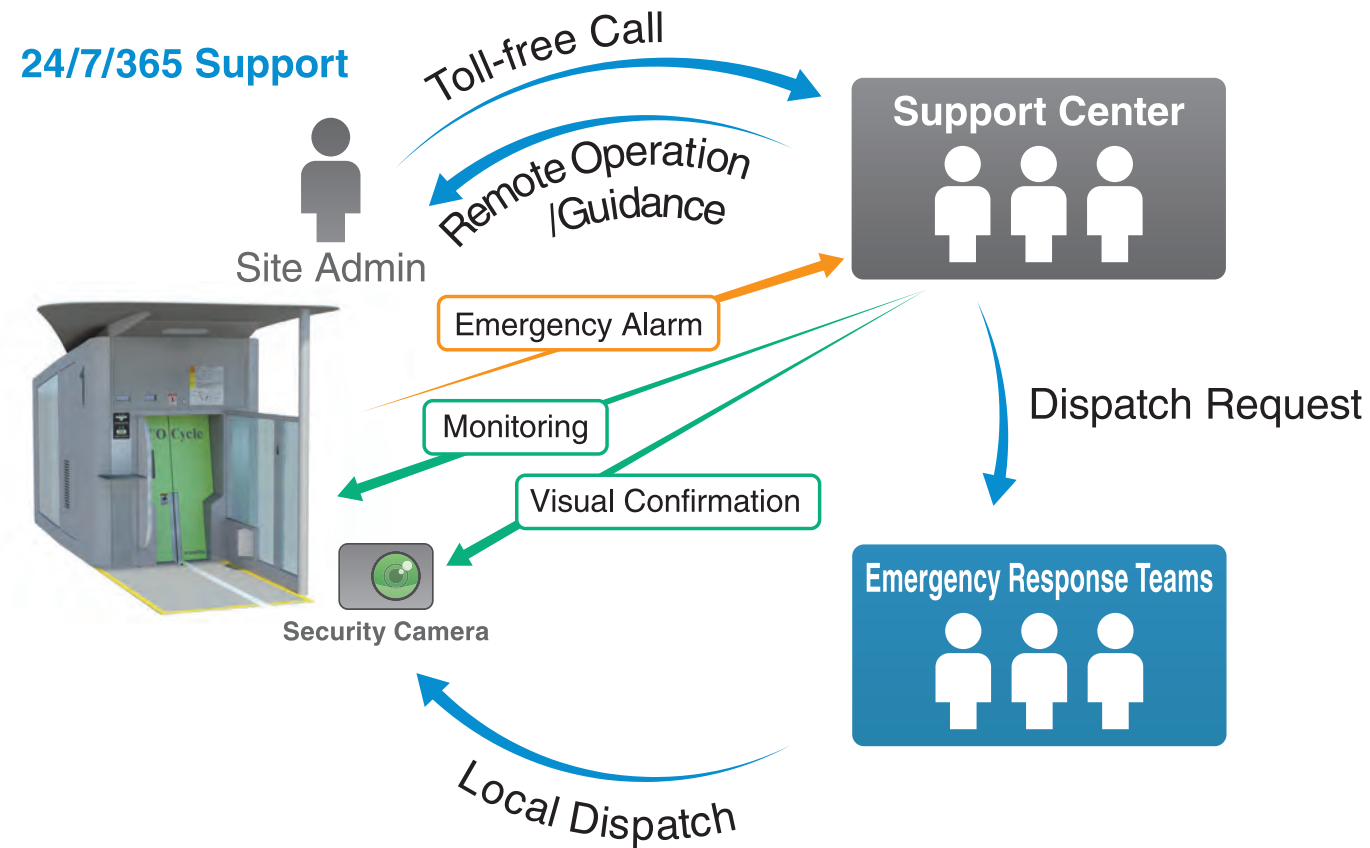 24/7/365 Support
Toll-free Call
Support Center
Remote Operation
/Guidance
Site Admin
Emergency Alarm
Monitoring
Dispatch Request
Cycle
Visual Confirmation
Emergency Response Teams
Security Camera
Local Dispatch